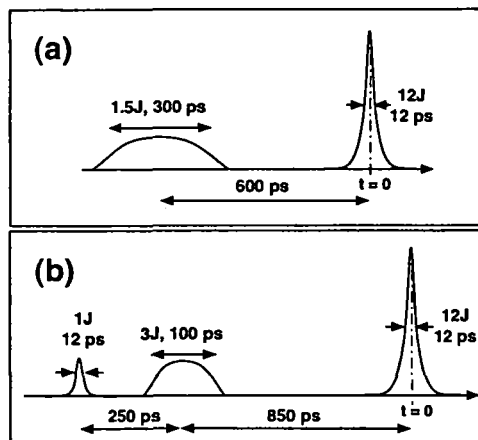 (a)
1.5J, 300 ps
12J
12 ps
600 ps
t = 0
(b)
1J
12 ps
3J, 100 ps
12J
12 ps
250 ps
850 ps
t = 0